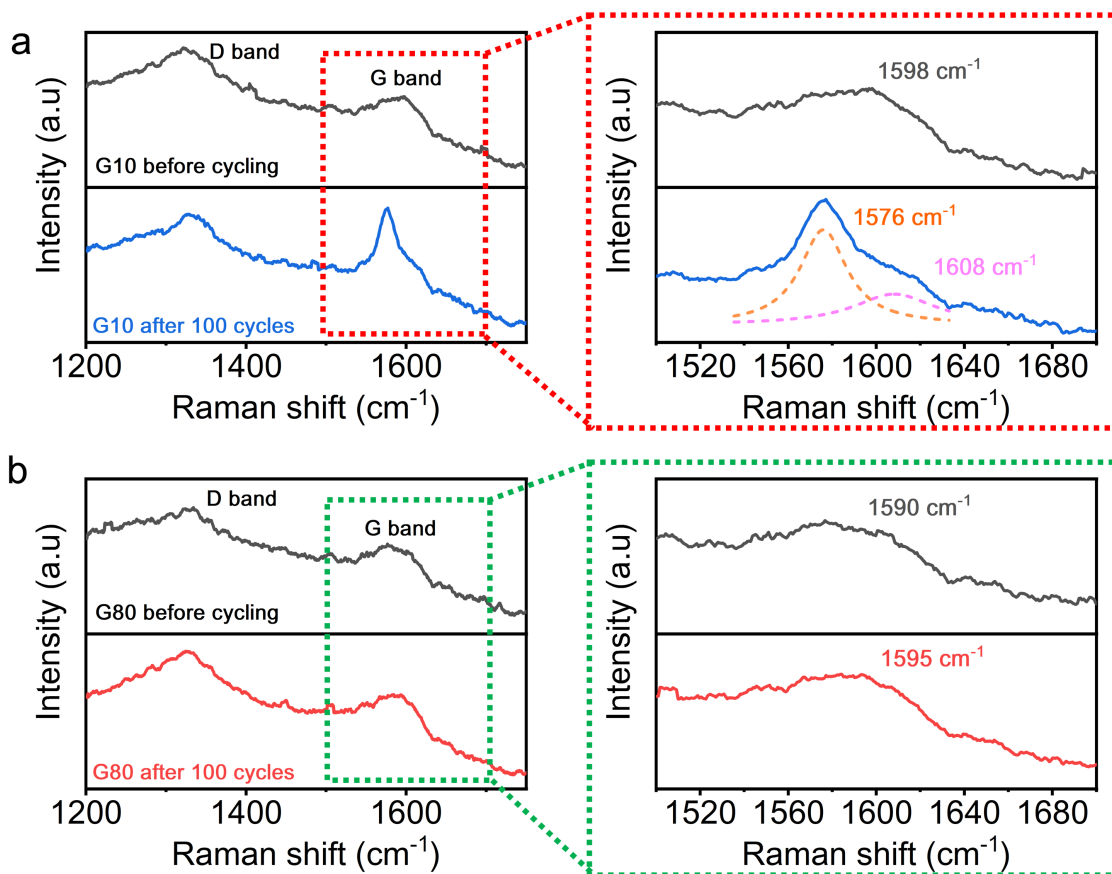 a
D band
G band
G10 before cycling
G10 after 100 cycles
Intensity (a.u)
1200 1400 1600
Raman shift (cm⁻¹)
1598 cm⁻¹
1576 cm⁻¹
1608 cm⁻¹
Intensity (a.u)
1520 1560 1600 1640 1680
Raman shift (cm⁻¹)
b
D band
G band
G80 before cycling
G80 after 100 cycles
Intensity (a.u)
1200 1400 1600
Raman shift (cm⁻¹)
1590 cm⁻¹
1595 cm⁻¹
Intensity (a.u)
1520 1560 1600 1640 1680
Raman shift (cm⁻¹)